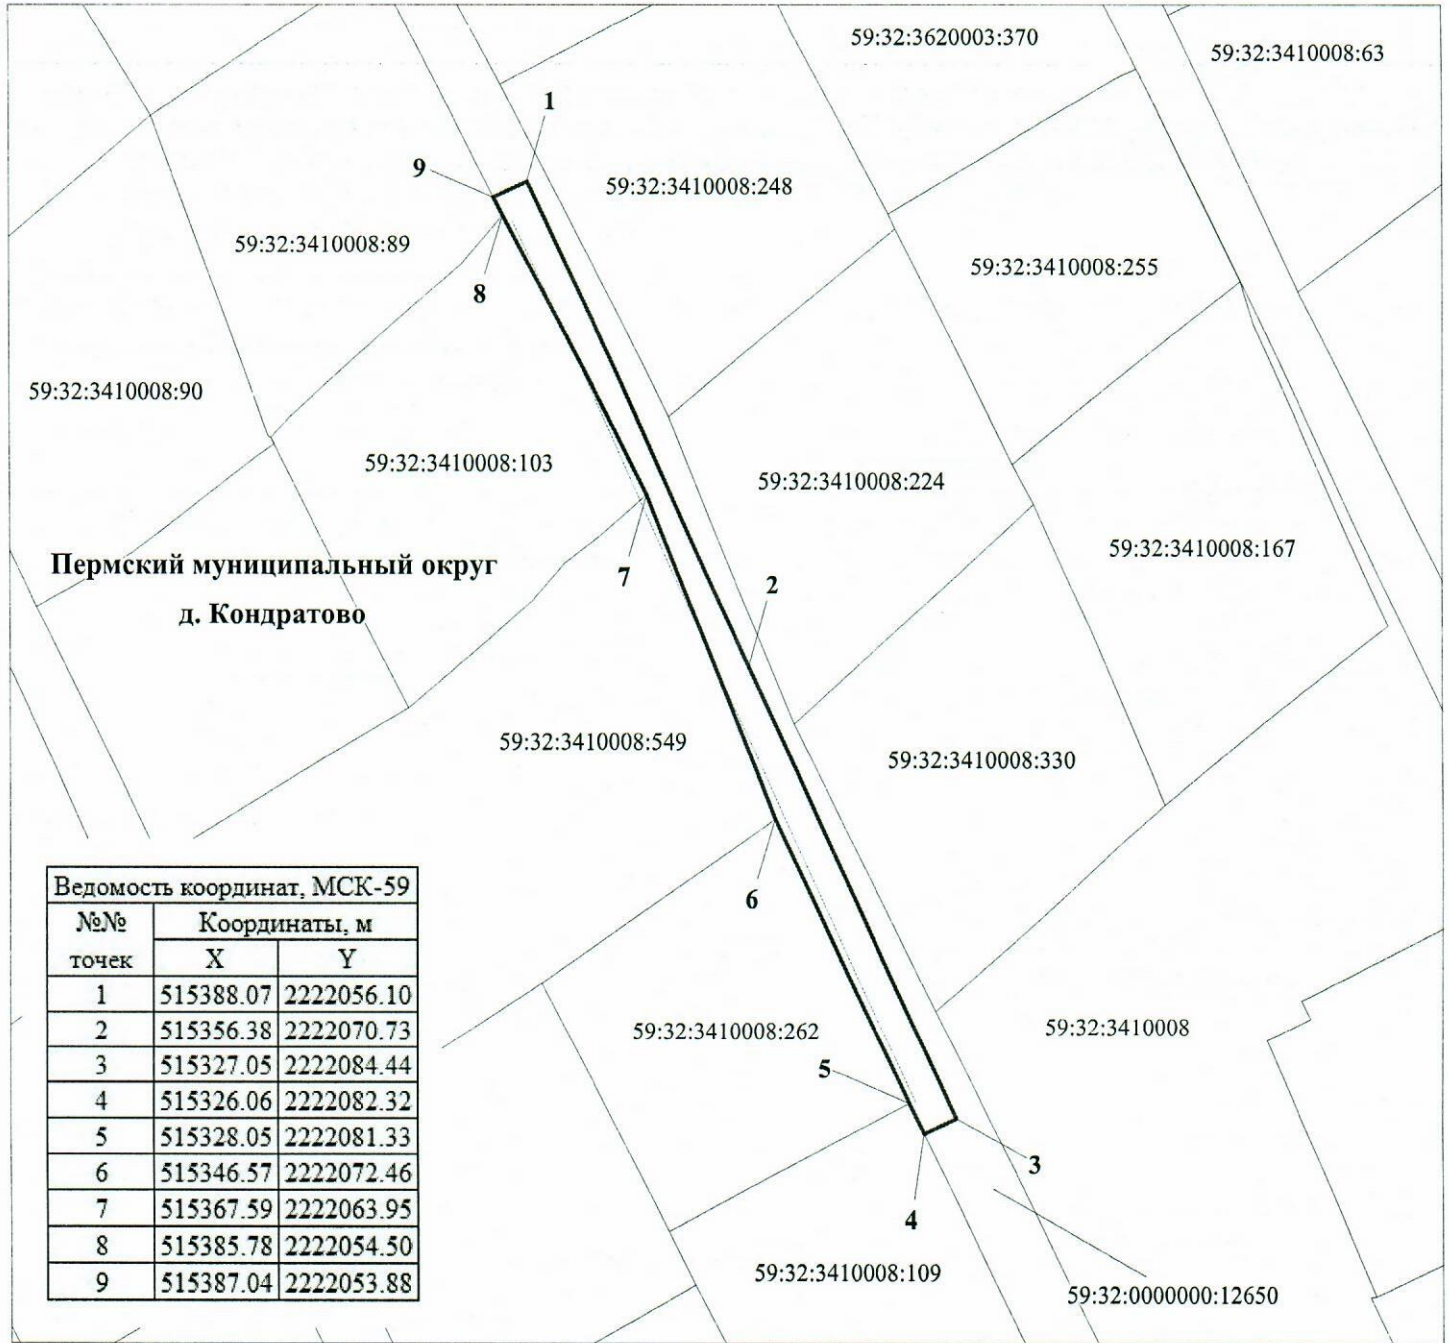 59:32:3620003:370
59:32:3410008:63
1
9
59:32:3410008:248
59:32:3410008:89
59:32:3410008:255
8
59:32:3410008:90
59:32:3410008:103
59:32:3410008:224
59:32:3410008:167
Пермский муниципальный округ
д. Кондратово
7
2
59:32:3410008:549
59:32:3410008:330
6
Ведомость координат, МСК-59
№№ точек Координаты, м
X Y
1 515388.07 2222056.10
2 515356.38 2222070.73
3 515327.05 2222084.44
4 515326.06 2222082.32
5 515328.05 2222081.33
6 515346.57 2222072.46
7 515367.59 2222063.95
8 515385.78 2222054.50
9 515387.04 2222053.88
59:32:3410008:262
59:32:3410008
5
3
4
59:32:3410008:109
59:32:0000000:12650